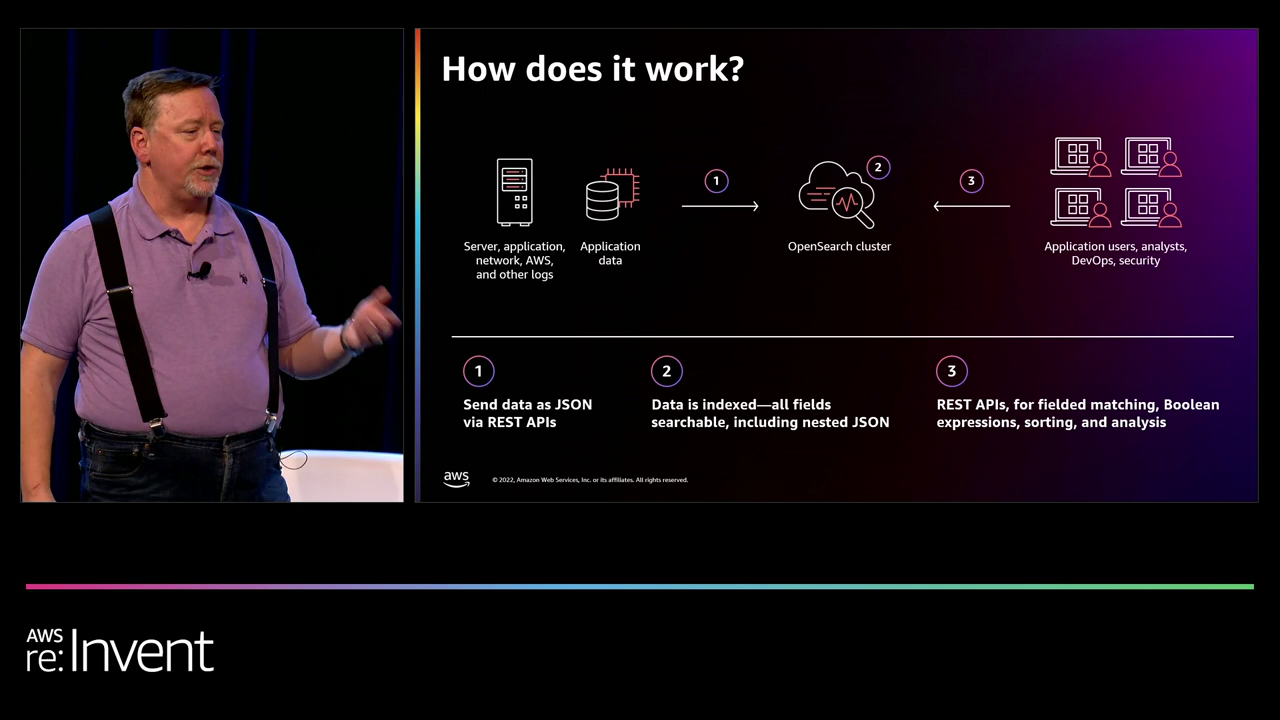 How does it work?
1
2
3
Server, application,
network, AWS,
and other logs
Application
data
OpenSearch cluster
Application users, analysts,
DevOps, security
1
Send data as JSON
via REST APIs
2
Data is indexed—all fields
searchable, including nested JSON
3
REST APIs, for fielded matching, Boolean
expressions, sorting, and analysis
aws
© 2022, Amazon Web Services, Inc. or its affiliates. All rights reserved.
AWS
re:Invent